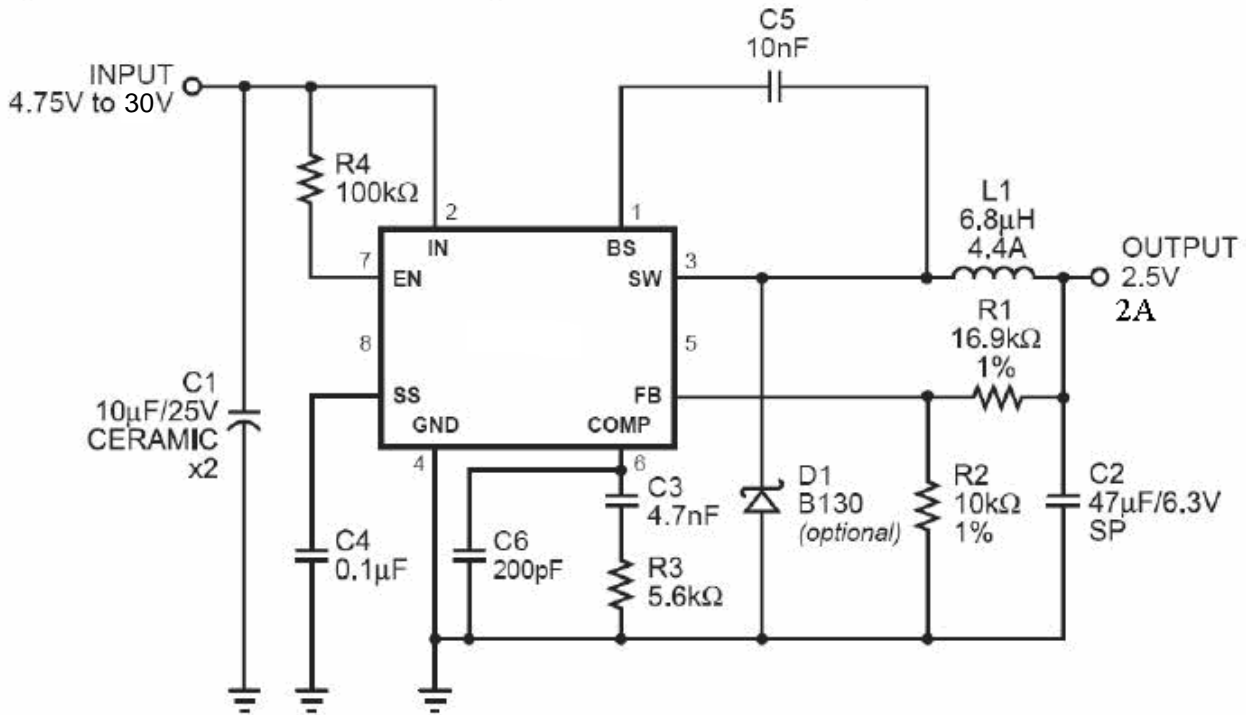 C5
10nF
INPUT
4.75V to 30V
R4
100kΩ
2
1
L1
6.8µH
4.4A
IN
BS
OUTPUT
2.5V
2A
7
EN
SW
3
R1
16.9kΩ
1%
8
5
C1
10µF/25V
CERAMIC
x2
SS
FB
GND
COMP
4
6
C3
4.7nF
D1
B130
(optional)
R2
10kΩ
1%
C2
47µF/6.3V
SP
C4
0.1µF
C6
200pF
R3
5.6kΩ